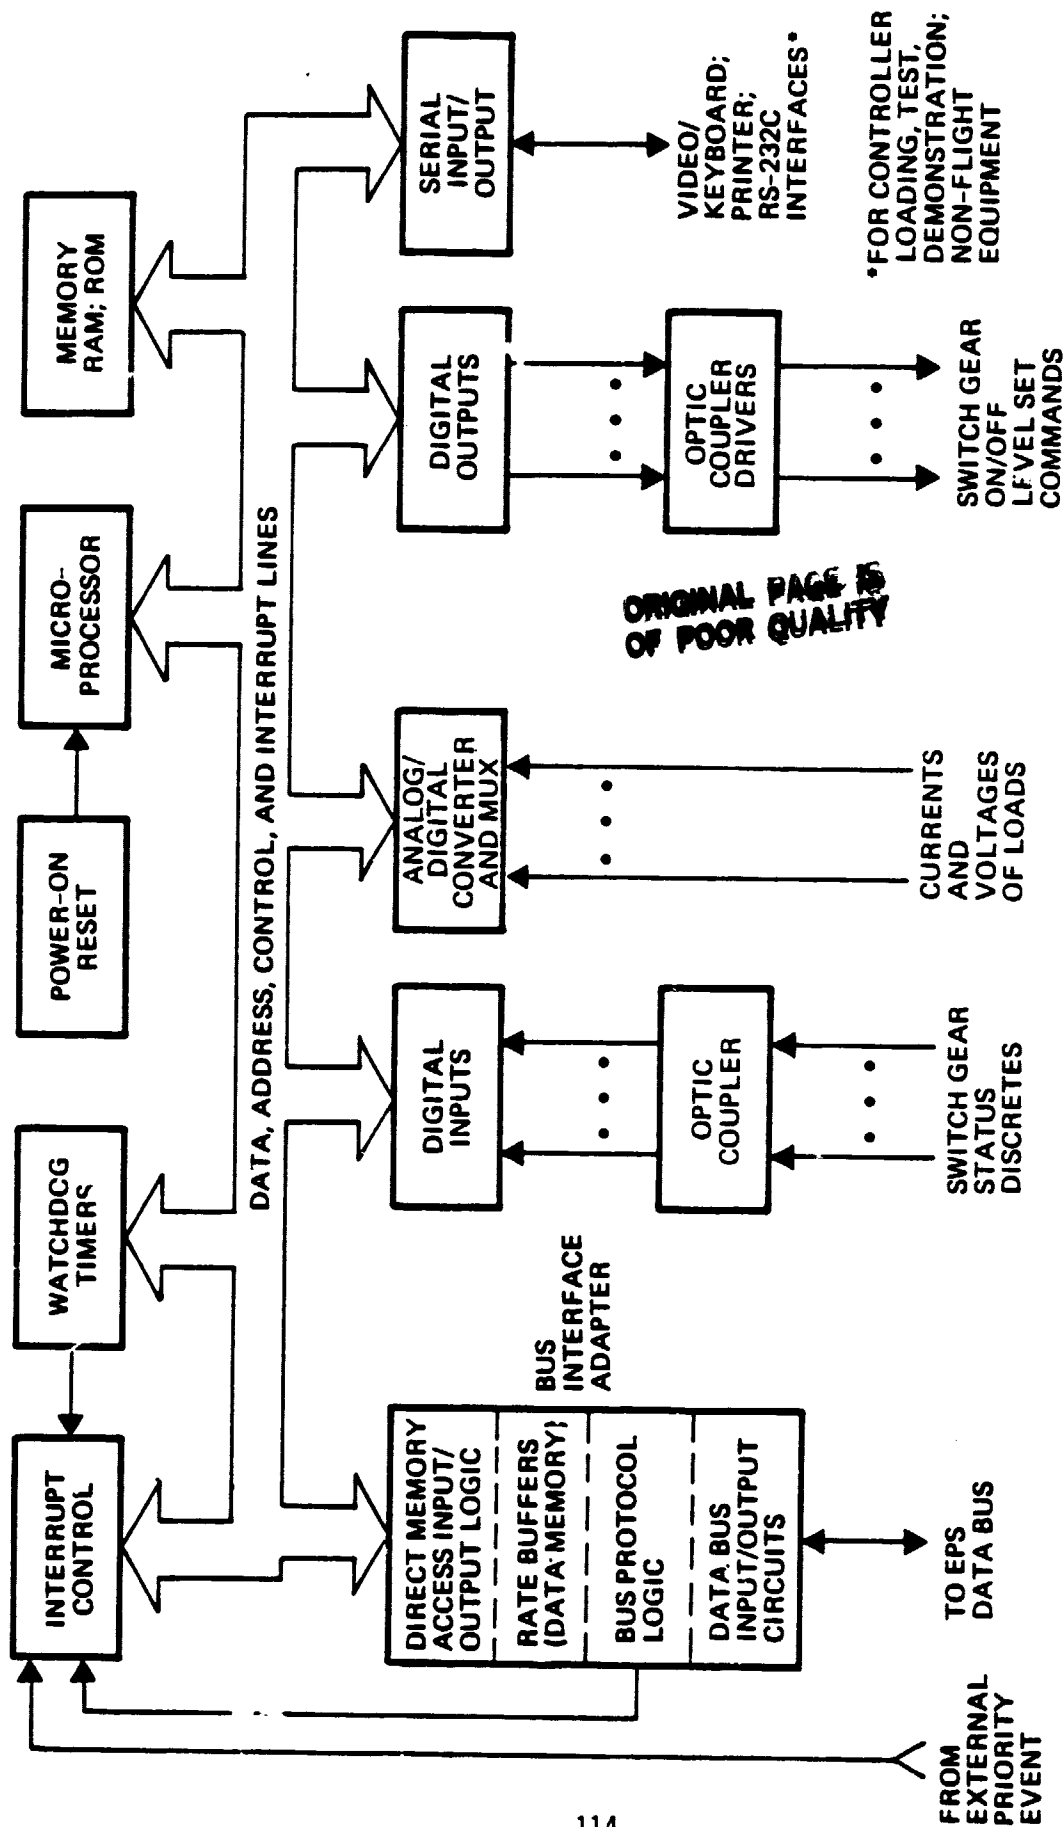 INTERRUPT
CONTROL
WATCHDCG
TIMERS
POWER-ON
RESET
MICRO-
PROCESSOR
MEMORY
RAM; ROM
DATA, ADDRESS, CONTROL, AND INTERRUPT LINES
DIRECT MEMORY
ACCESS INPUT/
OUTPUT LOGIC
RATE BUFFERS
(DATA MEMORY)
BUS PROTOCOL
LOGIC
DATA BUS
INPUT/OUTPUT
CIRCUITS
BUS
INTERFACE
ADAPTER
DIGITAL
INPUTS
OPTIC
COUPLER
ANALOG/
DIGITAL
CONVERTER
AND MUX
DIGITAL
OUTPUTS
OPTIC
COUPLER
DRIVERS
SERIAL
INPUT/
OUTPUT
VIDEO/
KEYBOARD;
PRINTER;
RS-232C
INTERFACES*
FROM
EXTERNAL
PRIORITY
EVENT
TO EPS
DATA BUS
SWITCH GEAR
STATUS
DISCRETES
CURRENTS
AND
VOLTAGES
OF LOADS
SWITCH GEAR
ON/OFF
LEVEL SET
COMMANDS
*FOR CONTROLLER
LOADING, TEST,
DEMONSTRATION;
NON-FLIGHT
EQUIPMENT
ORIGINAL PAGE IS
OF POOR QUALITY
114